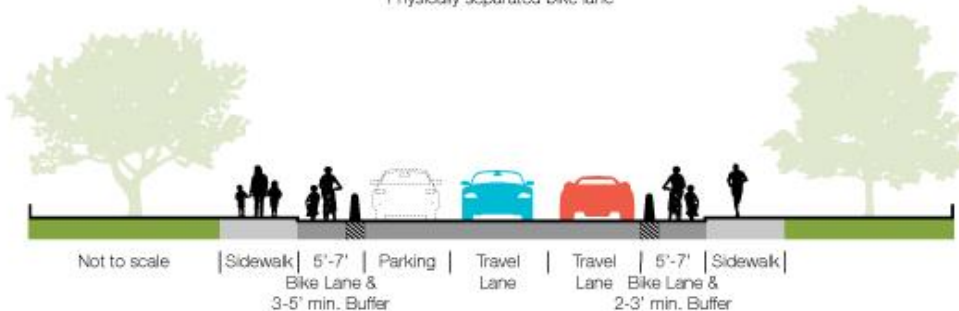 Physically separated bike lane
Not to scale | Sidewalk | 5'-7' | Parking | Travel | Travel | 5'-7' | Sidewalk |
Bike Lane & Lane Lane Bike Lane &
3-5' min. Buffer 2-3' min. Buffer